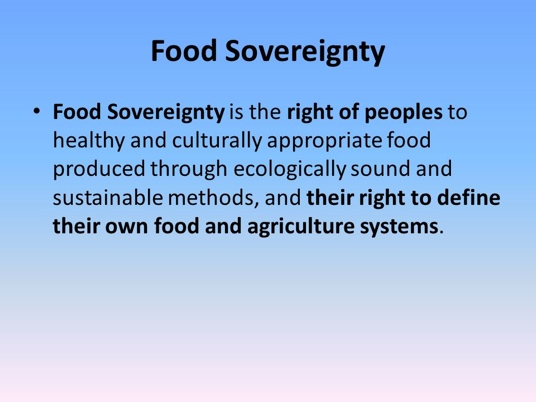 Food Sovereignty
• Food Sovereignty is the right of peoples to
healthy and culturally appropriate food
produced through ecologically sound and
sustainable methods, and their right to define
their own food and agriculture systems.